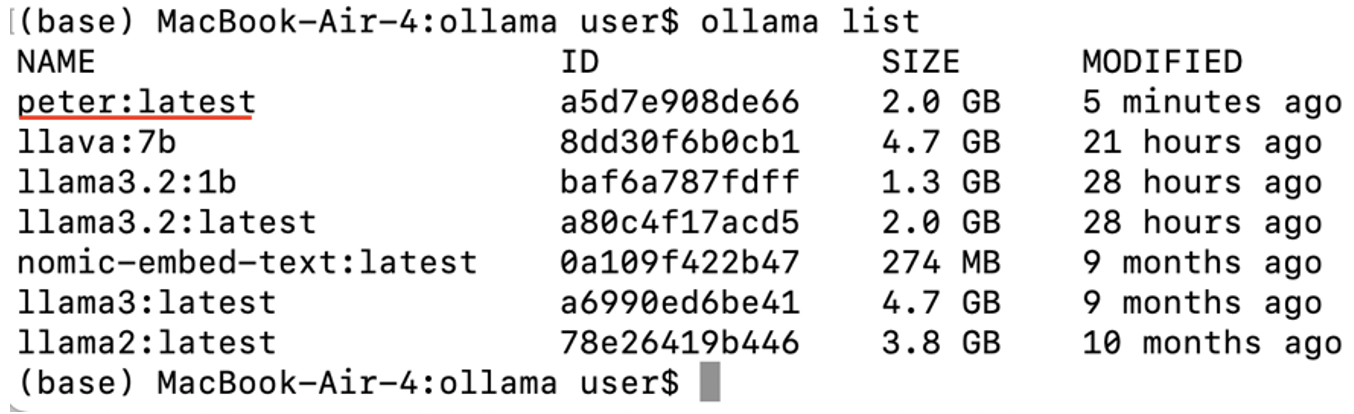 (base) MacBook-Air-4:ollama user$ ollama list
NAME ID SIZE MODIFIED
peter:latest a5d7e908de66 2.0 GB 5 minutes ago
llava:7b 8dd30f6b0cb1 4.7 GB 21 hours ago
llama3.2:1b baf6a787fdff 1.3 GB 28 hours ago
llama3.2:latest a80c4f17acd5 2.0 GB 28 hours ago
nomic-embed-text:latest 0a109f422b47 274 MB 9 months ago
llama3:latest a6990ed6be41 4.7 GB 9 months ago
llama2:latest 78e26419b446 3.8 GB 10 months ago
(base) MacBook-Air-4:ollama user$